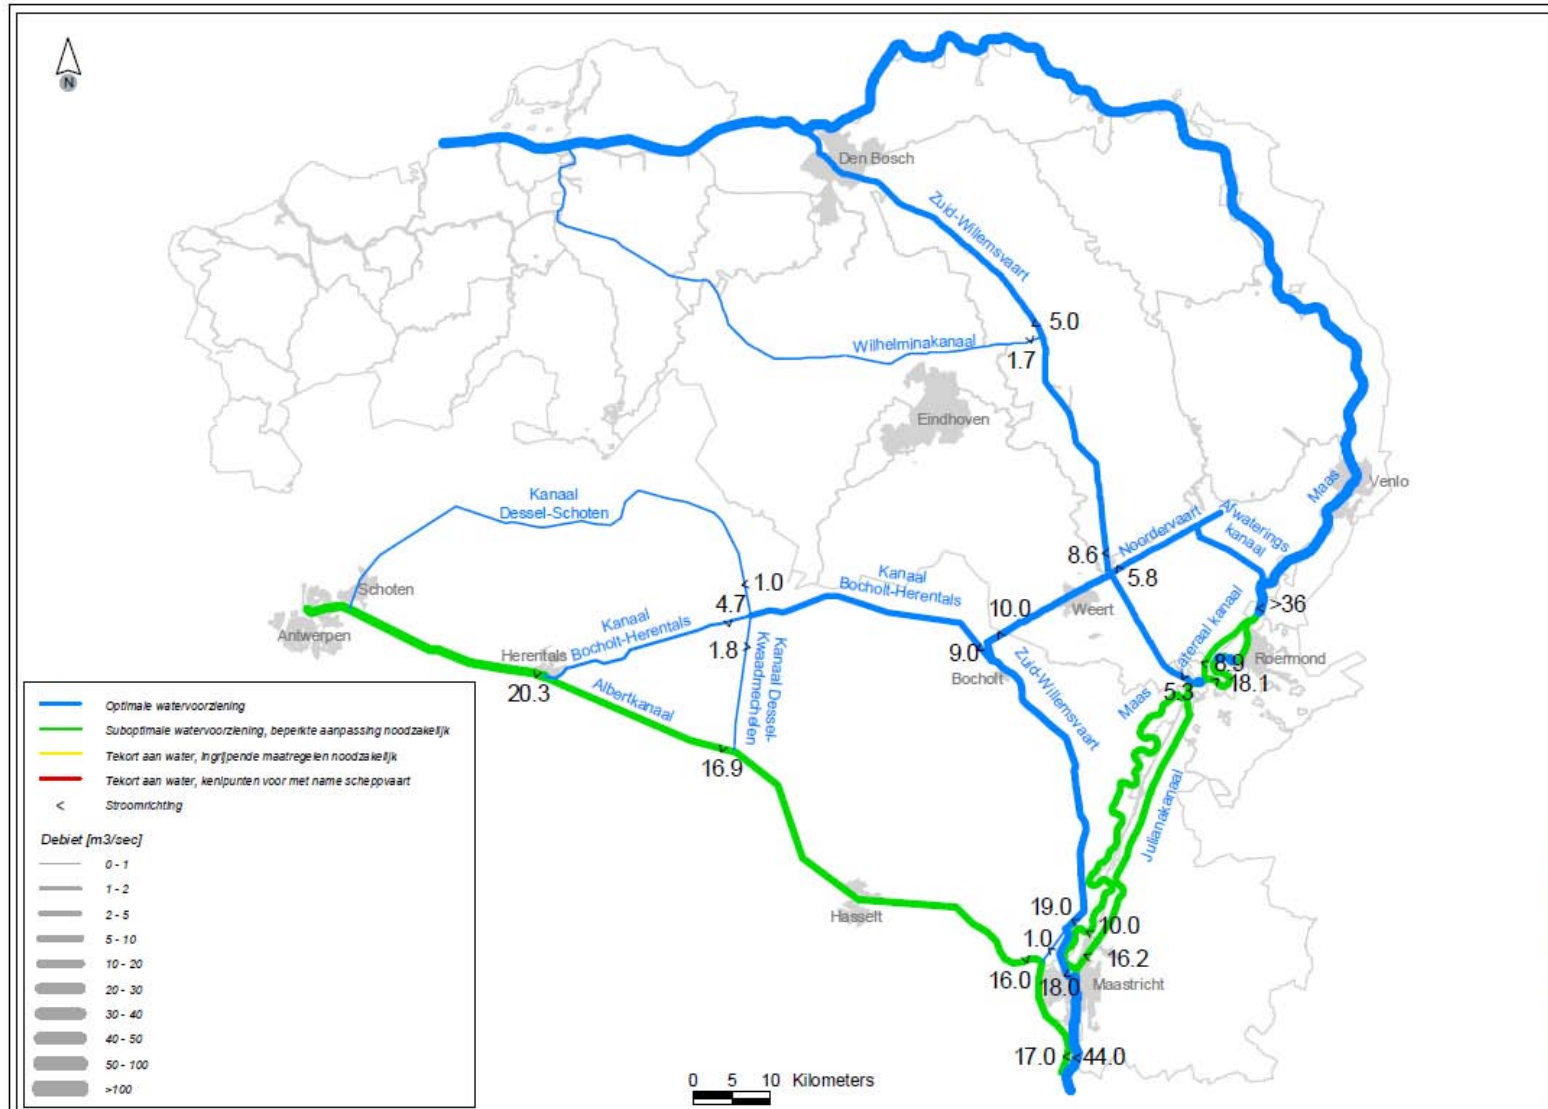 N
Den Bosch
Zuid-Willemsvaart
5.0
Wilhelminakanaal
1.7
Eindhoven
Maas
Venlo
Kanaal
Dessel-Schoten
Noordervaart
Afwaterings
kanaal
8.6
5.8
Kanaal
Bocholt-Herentals
1.0
Schoten
4.7
10.0
Weert
>36
Antwerpen
Kanaal
Bocholt-Herentals
Lateraal kanaal
Herentals
1.8
Kanaal Dessel-
Kwaadmechelen
9.0
Bocholt
Zuid-Willemsvaart
8.9
Roermond
18.1
5.3
20.3
Albertkanaal
Maas
16.9
Julianakanaal
Hasselt
19.0
10.0
1.0
16.2
16.0
18.0
Maastricht
17.0
44.0
0 5 10 Kilometers
Optimale watervoorziening
Suboptimale watervoorziening, beperkte aanpassing noodzakelijk
Tekort aan water, ingrijpende maatregelen noodzakelijk
Tekort aan water, kenlpunten voor met name scheppvaart
< Stroomrichting
Debiet [m3/sec]
0 - 1
1 - 2
2 - 5
5 - 10
10 - 20
20 - 30
30 - 40
40 - 50
50 - 100
>100